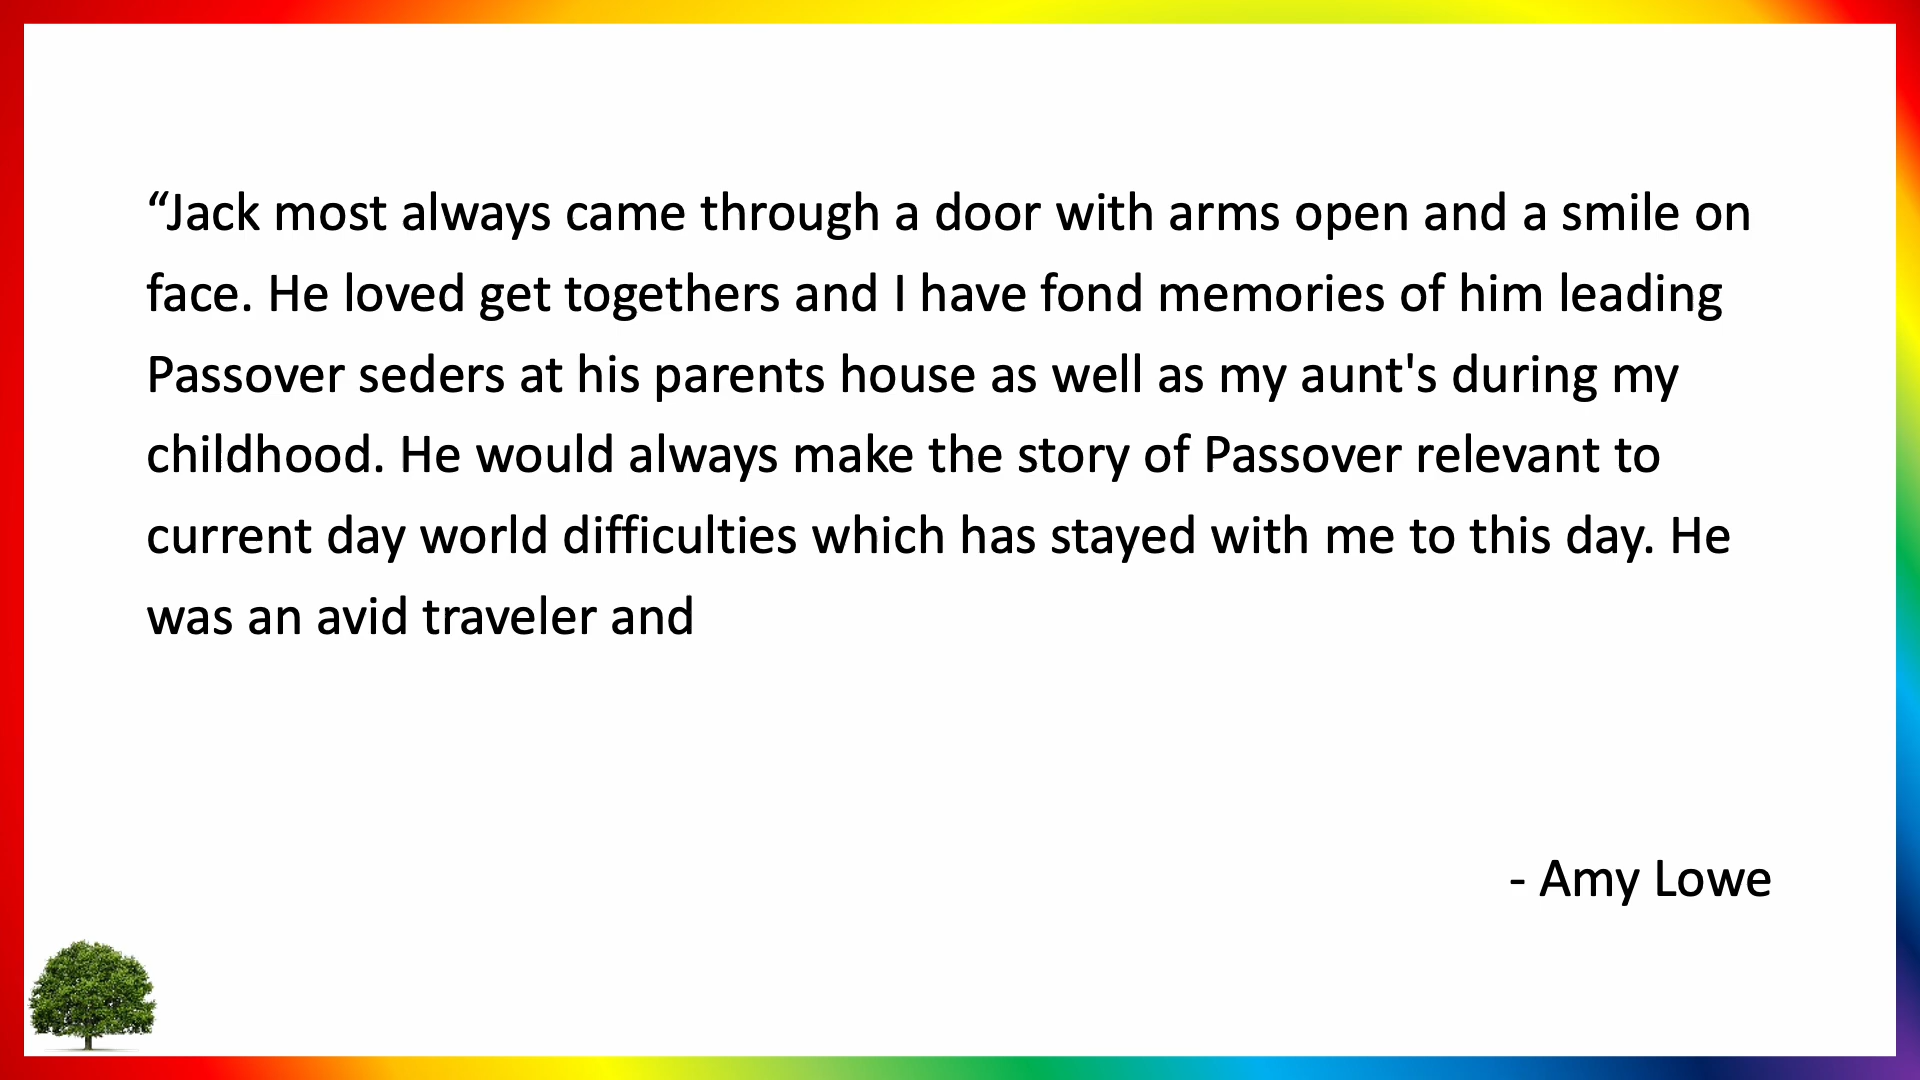 “Jack most always came through a door with arms open and a smile on
face. He loved get togethers and I have fond memories of him leading
Passover seders at his parents house as well as my aunt's during my
childhood. He would always make the story of Passover relevant to
current day world difficulties which has stayed with me to this day. He
was an avid traveler and
- Amy Lowe